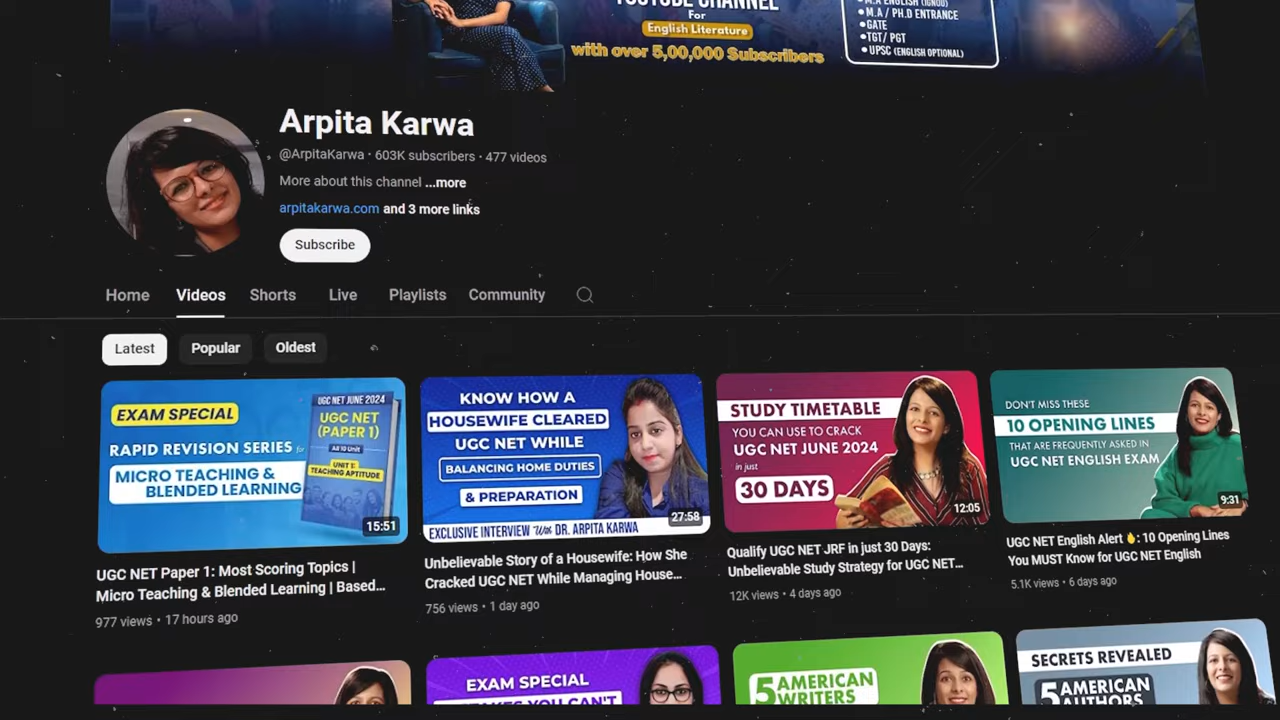 YOUTUBE CHANNEL
For
English Literature
with over 5,00,000 Subscribers
M.A ENGLISH (IGNOU)
M.A / PH.D ENTRANCE
GATE
TGT/ PGT
UPSC (ENGLISH OPTIONAL)
Arpita Karwa
@ArpitaKarwa · 603K subscribers · 477 videos
More about this channel ...more
arpitakarwa.com and 3 more links
Subscribe
Home Videos Shorts Live Playlists Community
Latest Popular Oldest
EXAM SPECIAL
RAPID REVISION SERIES for
MICRO TEACHING &
BLENDED LEARNING
UGC NET JUNE 2024
UGC NET
(PAPER 1)
All 10 Unit
UNIT 1:
TEACHING APTITUDE
15:51
KNOW HOW A
HOUSEWIFE CLEARED
UGC NET WHILE
BALANCING HOME DUTIES
& PREPARATION
EXCLUSIVE INTERVIEW With DR. ARPITA KARWA
27:58
STUDY TIMETABLE
YOU CAN USE TO CRACK
UGC NET JUNE 2024
in just
30 DAYS
12:05
DON'T MISS THESE
10 OPENING LINES
THAT ARE FREQUENTLY ASKED IN
UGC NET ENGLISH EXAM
9:31
UGC NET Paper 1: Most Scoring Topics |
Micro Teaching & Blended Learning | Based...
977 views · 17 hours ago
Unbelievable Story of a Housewife: How She
Cracked UGC NET While Managing House...
756 views · 1 day ago
Qualify UGC NET JRF in just 30 Days:
Unbelievable Study Strategy for UGC NET...
12K views · 4 days ago
UGC NET English Alert 🔥: 10 Opening Lines
You MUST Know for UGC NET English
5.1K views · 6 days ago
EXAM SPECIAL
MISTAKES YOU CAN'T
5 AMERICAN
WRITERS
SECRETS REVEALED
5 AMERICAN
AUTHORS